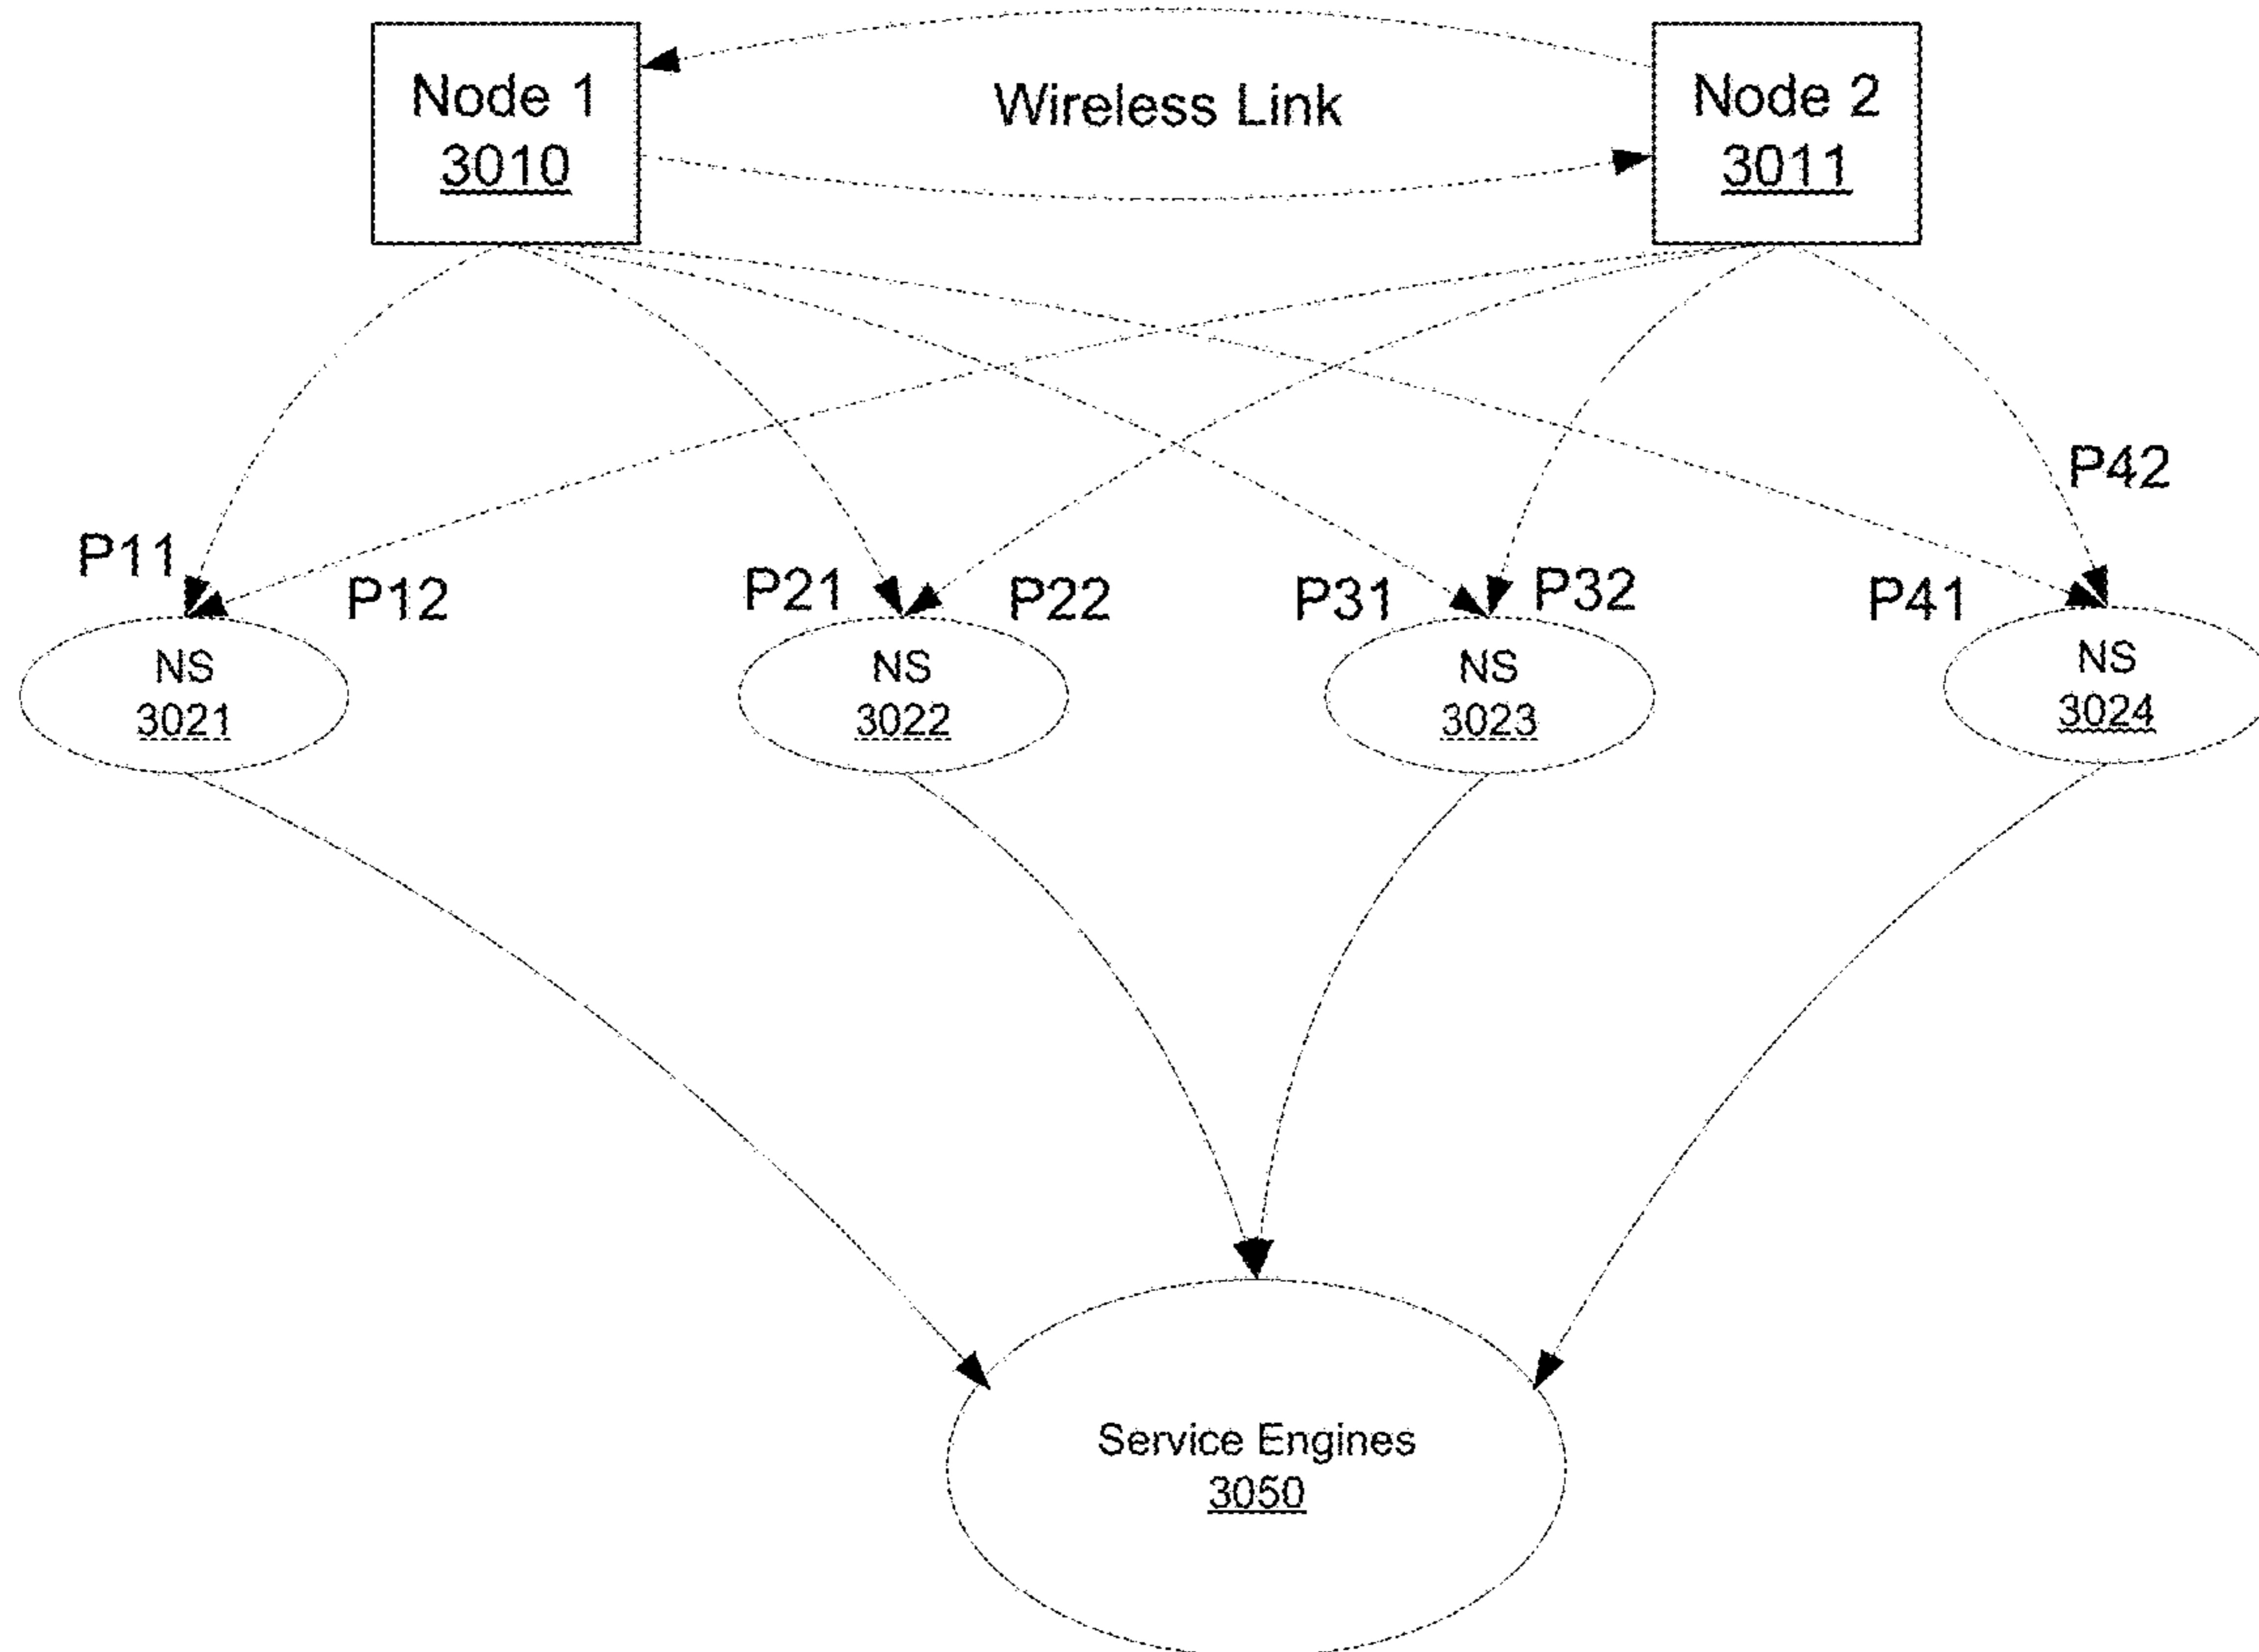 Node 1
3010
Wireless Link
Node 2
3011
P42
P11
P12
P21
P22
P31
P32
P41
NS
3021
NS
3022
NS
3023
NS
3024
Service Engines
3050